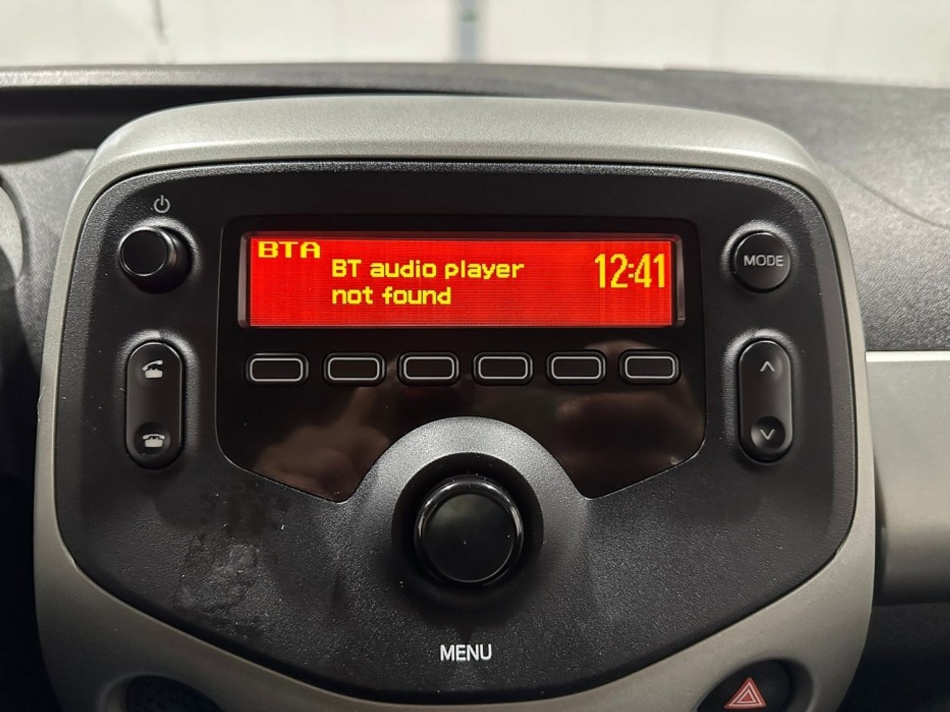 BTA
BT audio player
not found
12:41
MODE
MENU